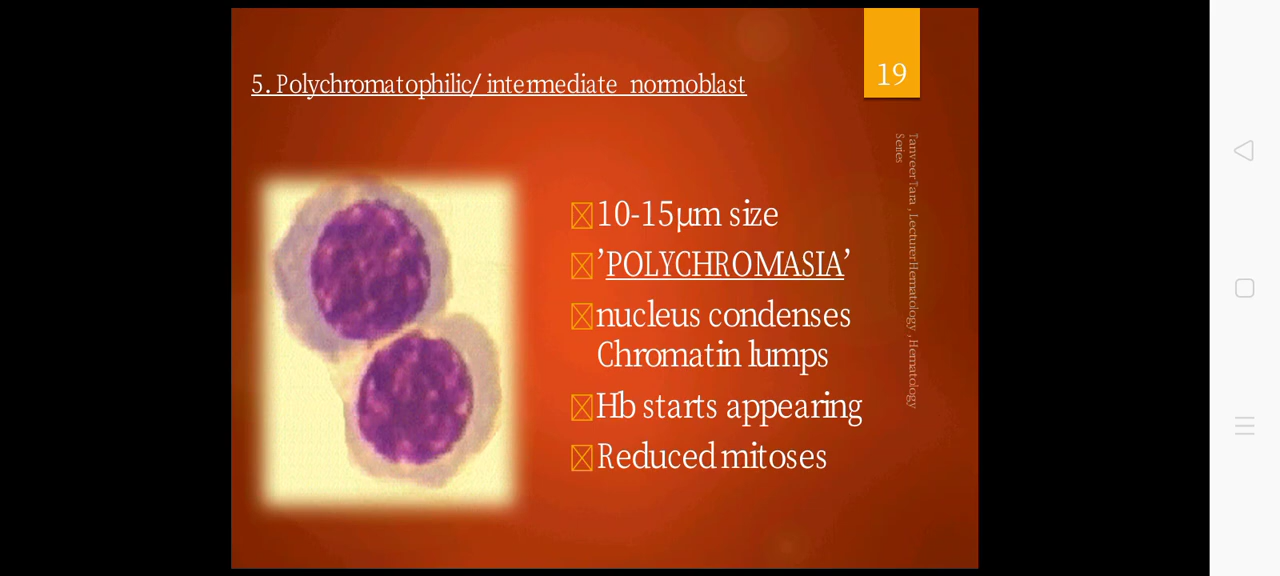 19
5. Polychromatophilic/ intermediate normoblast
10-15µm size
’POLYCHROMASIA’
nucleus condenses
Chromatin lumps
Hb starts appearing
Reduced mitoses
Tanveer Tara , Lecturer Hematology , Hematology
Series